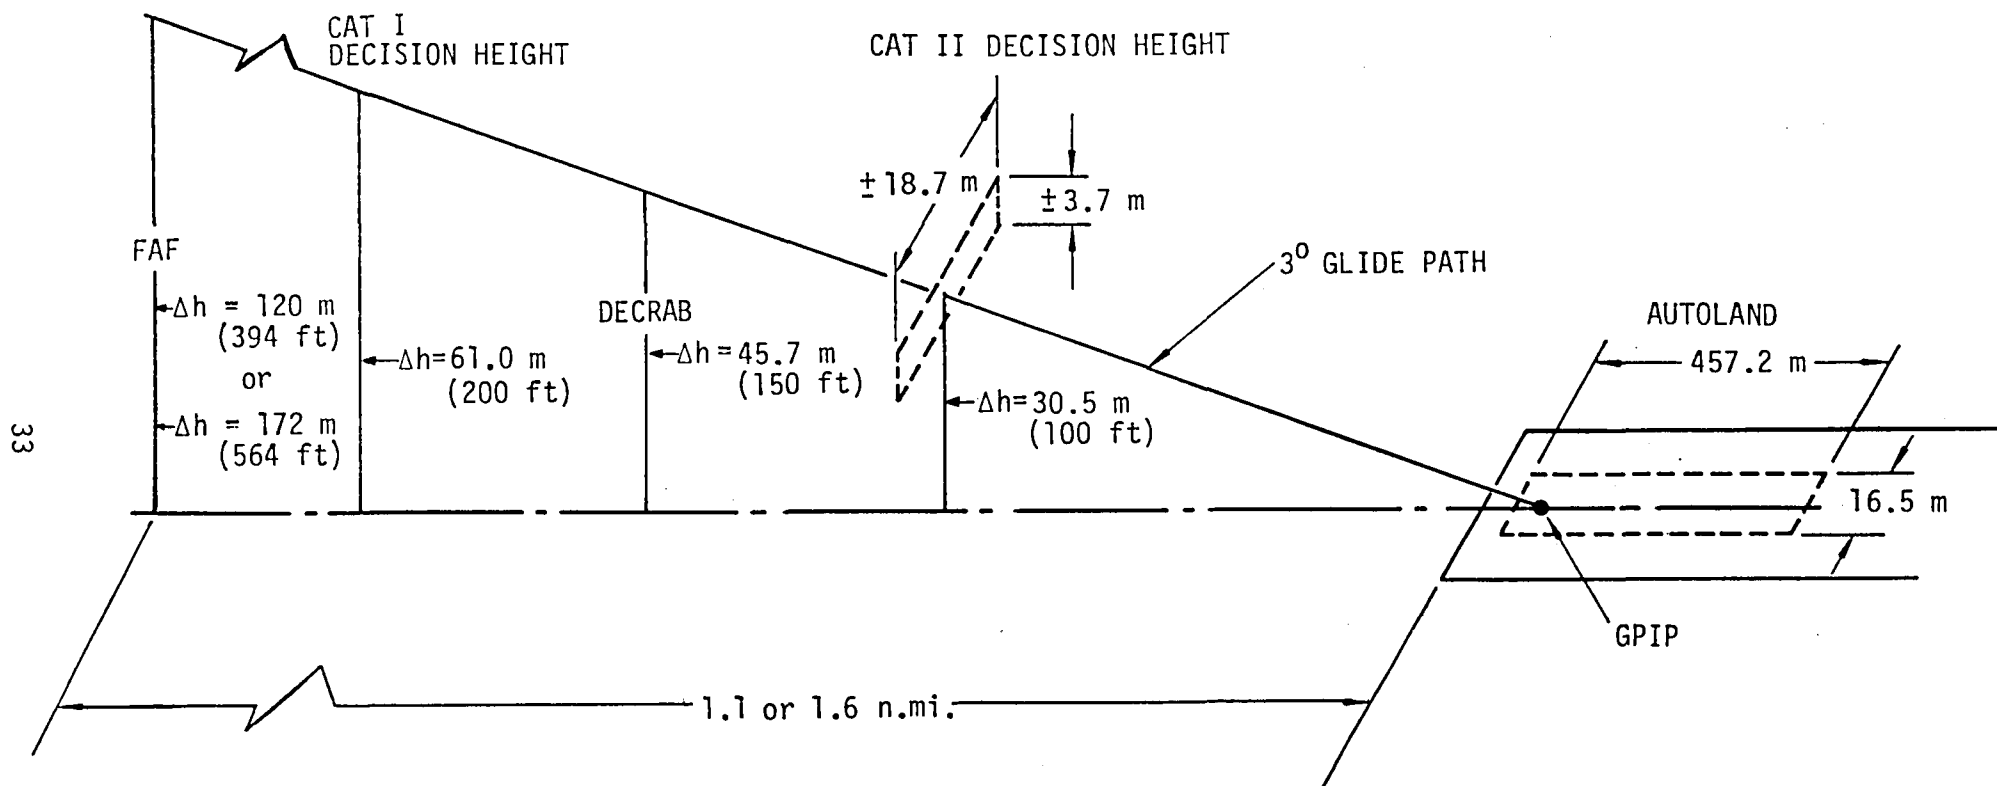 CAT I
DECISION HEIGHT
CAT II DECISION HEIGHT
±18.7 m
±3.7 m
FAF
3⁰ GLIDE PATH
Δh = 120 m
(394 ft)
or
Δh = 172 m
(564 ft)
Δh=61.0 m
(200 ft)
DECRAB
Δh=45.7 m
(150 ft)
Δh=30.5 m
(100 ft)
AUTOLAND
457.2 m
16.5 m
GPIP
1.1 or 1.6 n.mi.
33